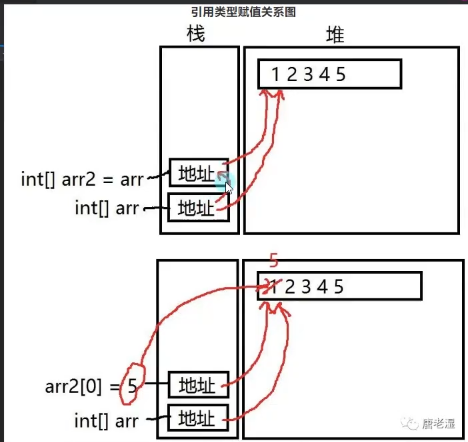 引用类型赋值关系图
栈 堆
1 2 3 4 5
int[] arr2 = arr 地址
int[] arr 地址
5
1 2 3 4 5
arr2[0] = 5 地址
int[] arr 地址
鹿老湿